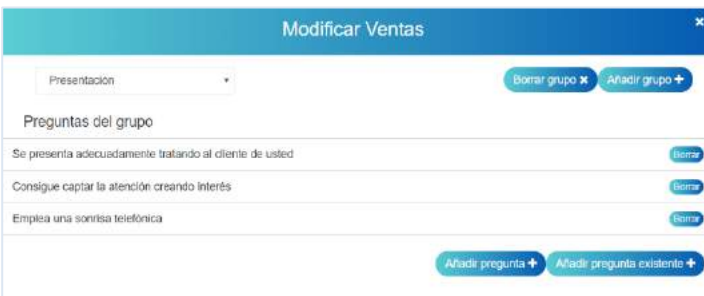 Modificar Ventas
Presentación
Borrar grupo Añadir grupo
Preguntas del grupo
Se presenta adecuadamente tratando al cliente de usted Borrar
Consigue captar la atención creando interés Borrar
Emplea una sonrisa telefónica Borrar
Añadir pregunta Añadir pregunta existente